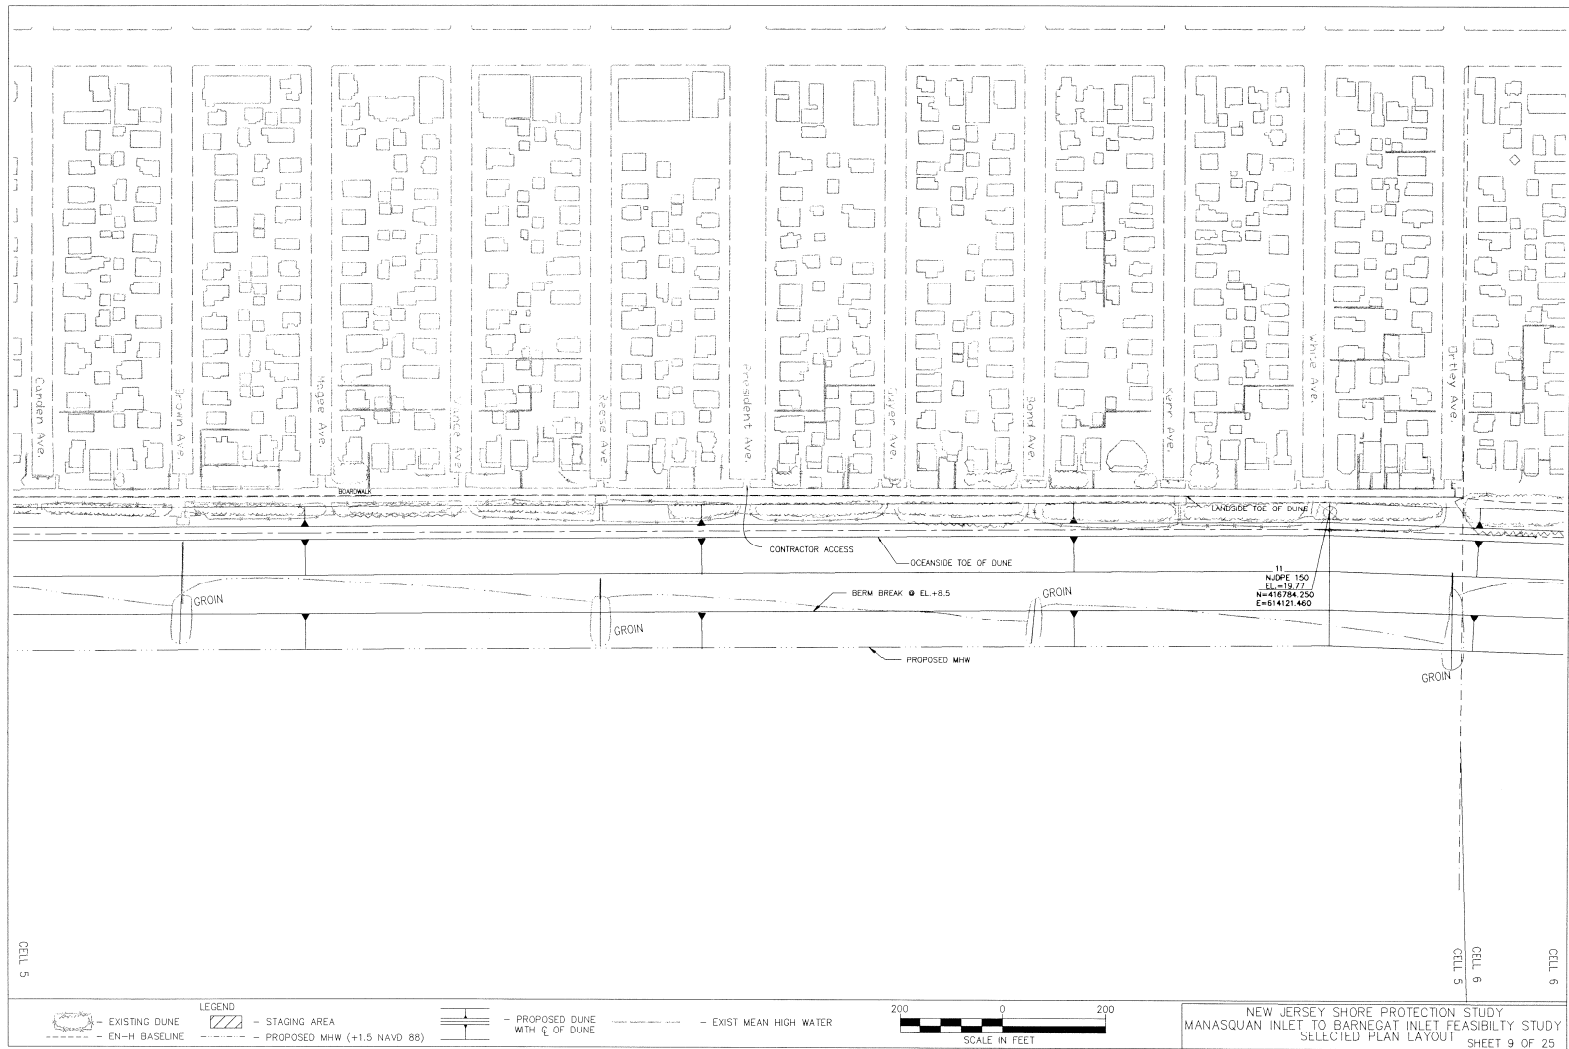 Camden Ave.
Brown Ave.
Magee Ave.
Vance Ave.
Reese Ave.
President Ave.
Bond Ave.
Kerr Ave.
White Ave.
Ortley Ave.
BOARDWALK
LANDSIDE TOE OF DUNE
CONTRACTOR ACCESS
OCEANSIDE TOE OF DUNE
11
NJDPE 150
EL.=19.77
N=416784.250
E=614121.460
GROIN
BERM BREAK @ EL.+8.5
GROIN
GROIN
PROPOSED MHW
GROIN
CELL 5
CELL 5
CELL 6
CELL 6
LEGEND
- EXISTING DUNE
- EN-H BASELINE
- STAGING AREA
- PROPOSED MHW (+1.5 NAVD 88)
- PROPOSED DUNE
WITH ℄ OF DUNE
- EXIST MEAN HIGH WATER
200 0 200
SCALE IN FEET
NEW JERSEY SHORE PROTECTION STUDY
MANASQUAN INLET TO BARNEGAT INLET FEASIBILTY STUDY
SELECTED PLAN LAYOUT
SHEET 9 OF 25